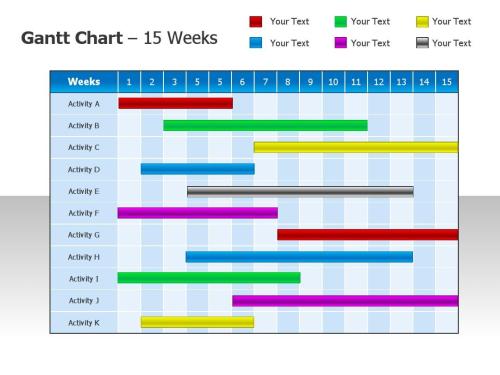 Gantt Chart – 15 Weeks
Your Text Your Text Your Text
Your Text Your Text Your Text
Weeks 1 2 3 5 5 6 7 8 9 10 11 12 13 14 15
Activity A
Activity B
Activity C
Activity D
Activity E
Activity F
Activity G
Activity H
Activity I
Activity J
Activity K